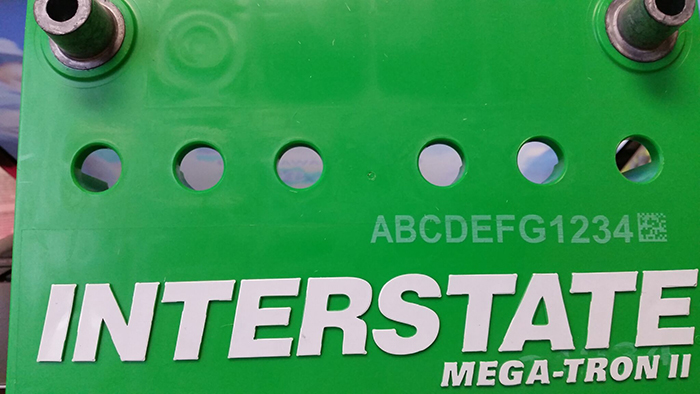 ABCDEFG1234
INTERSTATE
MEGA-TRON II